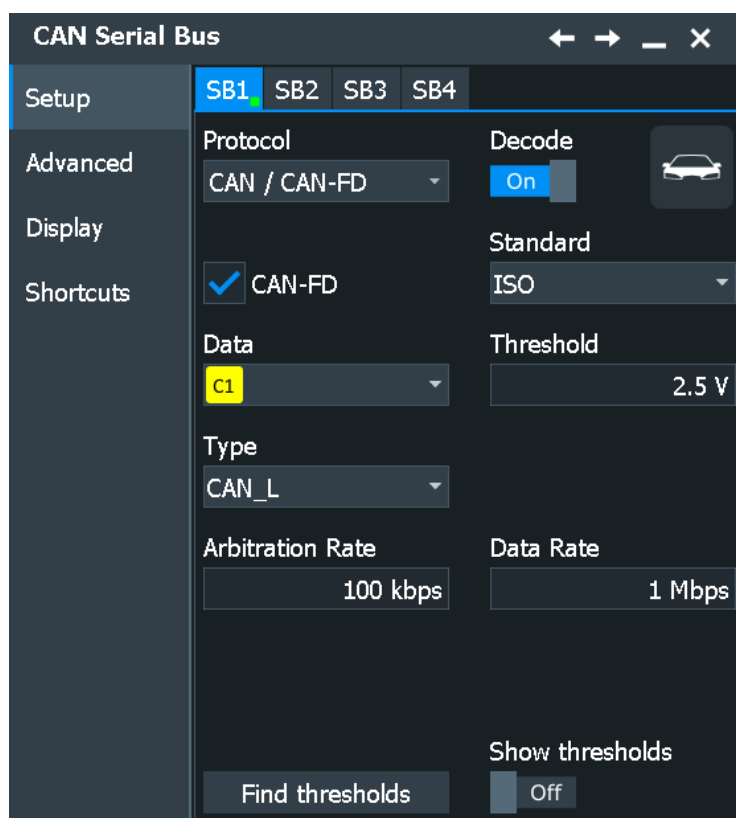 CAN Serial Bus
Setup
Advanced
Display
Shortcuts
SB1 SB2 SB3 SB4
Protocol Decode
CAN / CAN-FD On
Standard
CAN-FD ISO
Data Threshold
C1 2.5 V
Type
CAN_L
Arbitration Rate Data Rate
100 kbps 1 Mbps
Show thresholds
Find thresholds Off